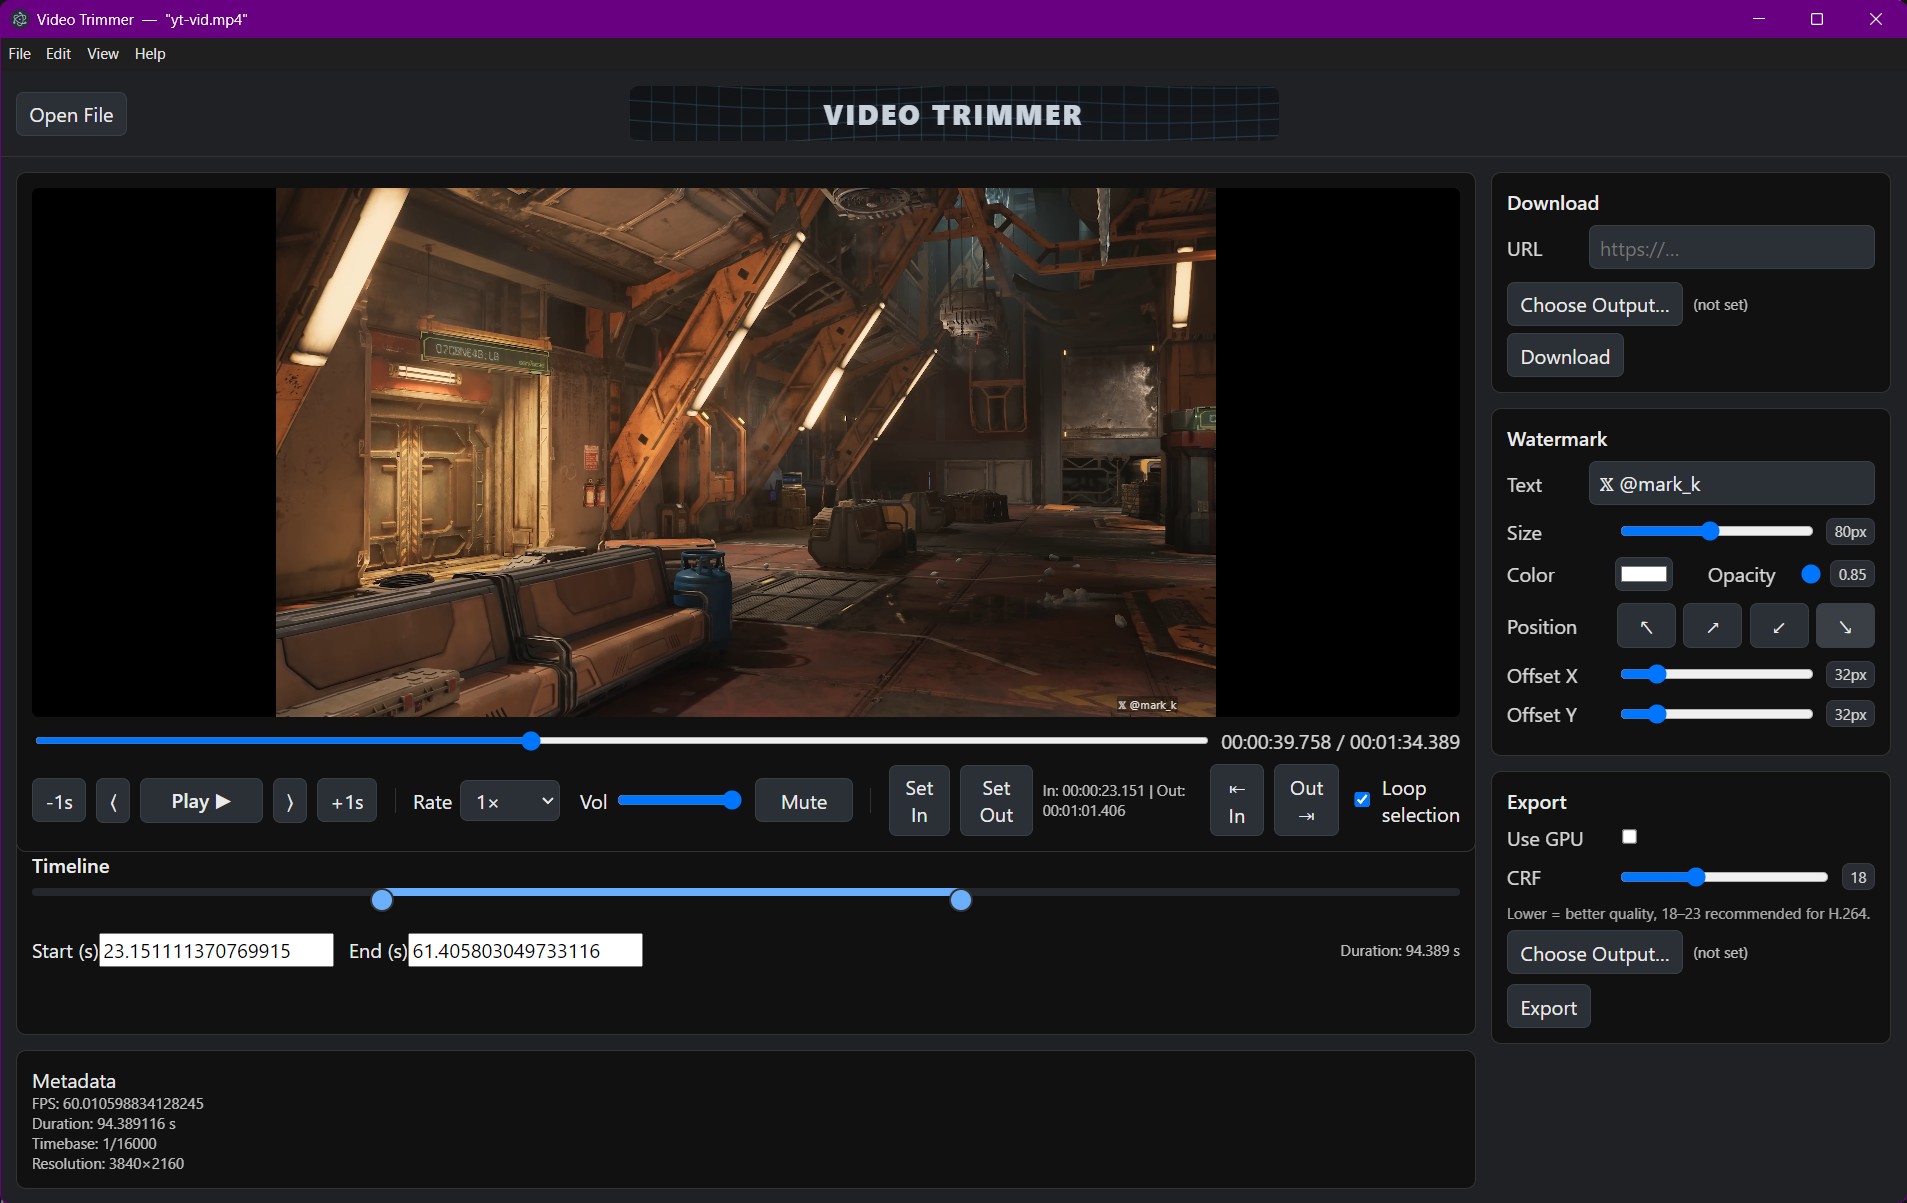 Video Trimmer — "yt-vid.mp4"
File Edit View Help
Open File
VIDEO TRIMMER
𝕏 @mark_k
00:00:39.758 / 00:01:34.389
-1s ⟨ Play ▶ ⟩ +1s Rate 1× Vol Mute
Set In
Set Out
In: 00:00:23.151 | Out:
00:01:01.406
⇤ In
Out ⇥
Loop
selection
Timeline
Start (s) 23.151111370769915 End (s) 61.405803049733116 Duration: 94.389 s
Metadata
FPS: 60.010598834128245
Duration: 94.389116 s
Timebase: 1/16000
Resolution: 3840×2160
Download
URL https://...
Choose Output... (not set)
Download
Watermark
Text 𝕏 @mark_k
Size 80px
Color Opacity 0.85
Position ↖ ↗ ↙ ↘
Offset X 32px
Offset Y 32px
Export
Use GPU
CRF 18
Lower = better quality, 18–23 recommended for H.264.
Choose Output... (not set)
Export